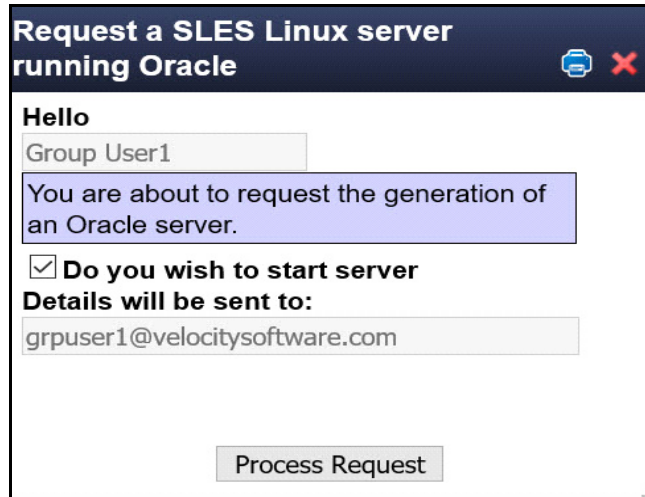 Request a SLES Linux server
running Oracle
Hello
Group User1
You are about to request the generation of
an Oracle server.
Do you wish to start server
Details will be sent to:
grpuser1@velocitysoftware.com
Process Request